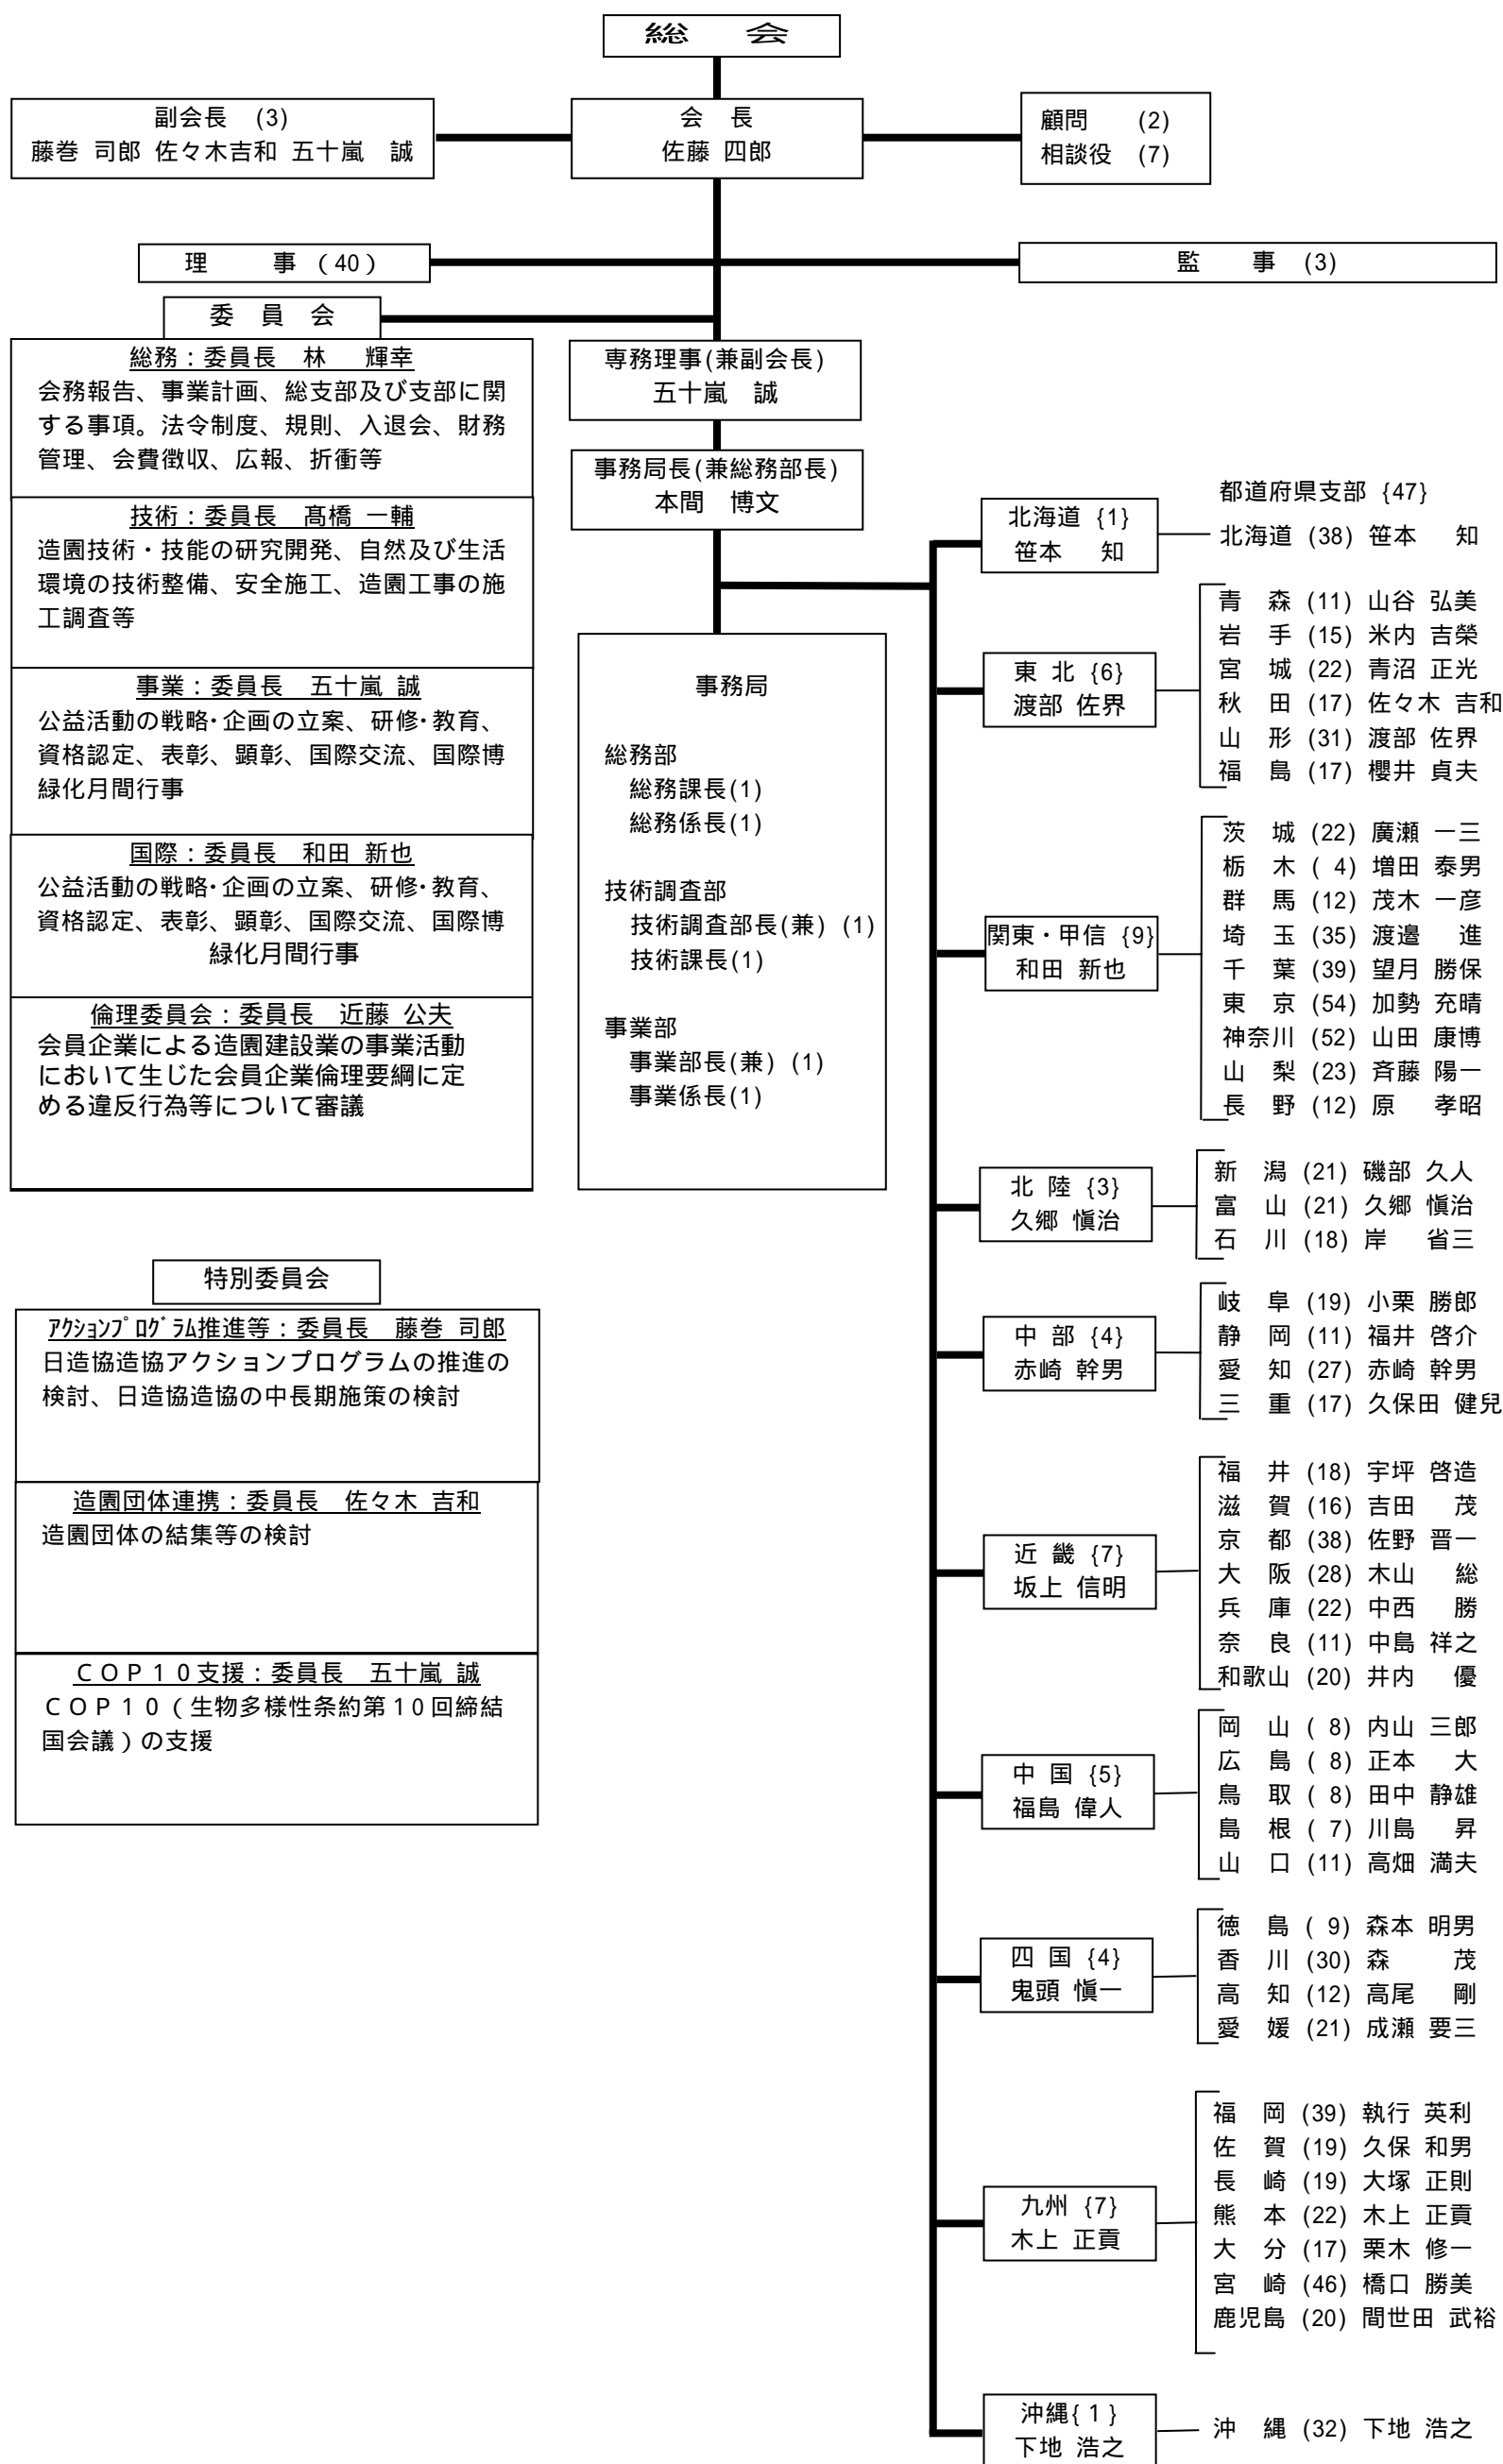 総　会
副会長 (3)
藤巻 司郎 佐々木吉和 五十嵐　誠
会　長
佐藤 四郎
顧問 (2)
相談役 (7)
理　　事 (40)
監　事 (3)
委　員　会
総務：委員長　林　輝幸
会務報告、事業計画、総支部及び支部に関
する事項。法令制度、規則、入退会、財務
管理、会費徴収、広報、折衝等
技術：委員長　髙橋 一輔
造園技術・技能の研究開発、自然及び生活
環境の技術整備、安全施工、造園工事の施
工調査等
事業：委員長　五十嵐 誠
公益活動の戦略・企画の立案、研修・教育、
資格認定、表彰、顕彰、国際交流、国際博
緑化月間行事
国際：委員長　和田 新也
公益活動の戦略・企画の立案、研修・教育、
資格認定、表彰、顕彰、国際交流、国際博
緑化月間行事
倫理委員会：委員長　近藤 公夫
会員企業による造園建設業の事業活動
において生じた会員企業倫理要綱に定
める違反行為等について審議
特別委員会
ｱｸｼｮﾝﾌﾟﾛｸﾞﾗﾑ推進等：委員長　藤巻 司郎
日造協造協アクションプログラムの推進の
検討、日造協造協の中長期施策の検討
造園団体連携：委員長　佐々木 吉和
造園団体の結集等の検討
ＣＯＰ１０支援：委員長　五十嵐 誠
ＣＯＰ１０（生物多様性条約第１０回締結
国会議）の支援
専務理事(兼副会長)
五十嵐　誠
事務局長(兼総務部長)
本間　博文
事務局
総務部
総務課長(1)
総務係長(1)
技術調査部
技術調査部長(兼) (1)
技術課長(1)
事業部
事業部長(兼) (1)
事業係長(1)
都道府県支部 {47}
北海道 {1}
笹本　知
北海道 (38) 笹本　知
東 北 {6}
渡部 佐界
青　森 (11) 山谷 弘美
岩　手 (15) 米内 吉榮
宮　城 (22) 青沼 正光
秋　田 (17) 佐々木 吉和
山　形 (31) 渡部 佐界
福　島 (17) 櫻井 貞夫
関東・甲信 {9}
和田 新也
茨　城 (22) 廣瀬 一三
栃　木 ( 4) 増田 泰男
群　馬 (12) 茂木 一彦
埼　玉 (35) 渡邉　進
千　葉 (39) 望月 勝保
東　京 (54) 加勢 充晴
神奈川 (52) 山田 康博
山　梨 (23) 斉藤 陽一
長　野 (12) 原　孝昭
北 陸 {3}
久郷 愼治
新　潟 (21) 磯部 久人
富　山 (21) 久郷 愼治
石　川 (18) 岸　省三
中 部 {4}
赤崎 幹男
岐　阜 (19) 小栗 勝郎
静　岡 (11) 福井 啓介
愛　知 (27) 赤崎 幹男
三　重 (17) 久保田 健兒
近 畿 {7}
坂上 信明
福　井 (18) 宇坪 啓造
滋　賀 (16) 吉田　茂
京　都 (38) 佐野 晋一
大　阪 (28) 木山　総
兵　庫 (22) 中西　勝
奈　良 (11) 中島 祥之
和歌山 (20) 井内　優
中 国 {5}
福島 偉人
岡　山 ( 8) 内山 三郎
広　島 ( 8) 正本　大
鳥　取 ( 8) 田中 静雄
島　根 ( 7) 川島　昇
山　口 (11) 高畑 満夫
四 国 {4}
鬼頭 愼一
徳　島 ( 9) 森本 明男
香　川 (30) 森　茂
高　知 (12) 高尾　剛
愛　媛 (21) 成瀬 要三
九州 {7}
木上 正貢
福　岡 (39) 執行 英利
佐　賀 (19) 久保 和男
長　崎 (19) 大塚 正則
熊　本 (22) 木上 正貢
大　分 (17) 栗木 修一
宮　崎 (46) 橋口 勝美
鹿児島 (20) 間世田 武裕
沖縄{１}
下地 浩之
沖　縄 (32) 下地 浩之